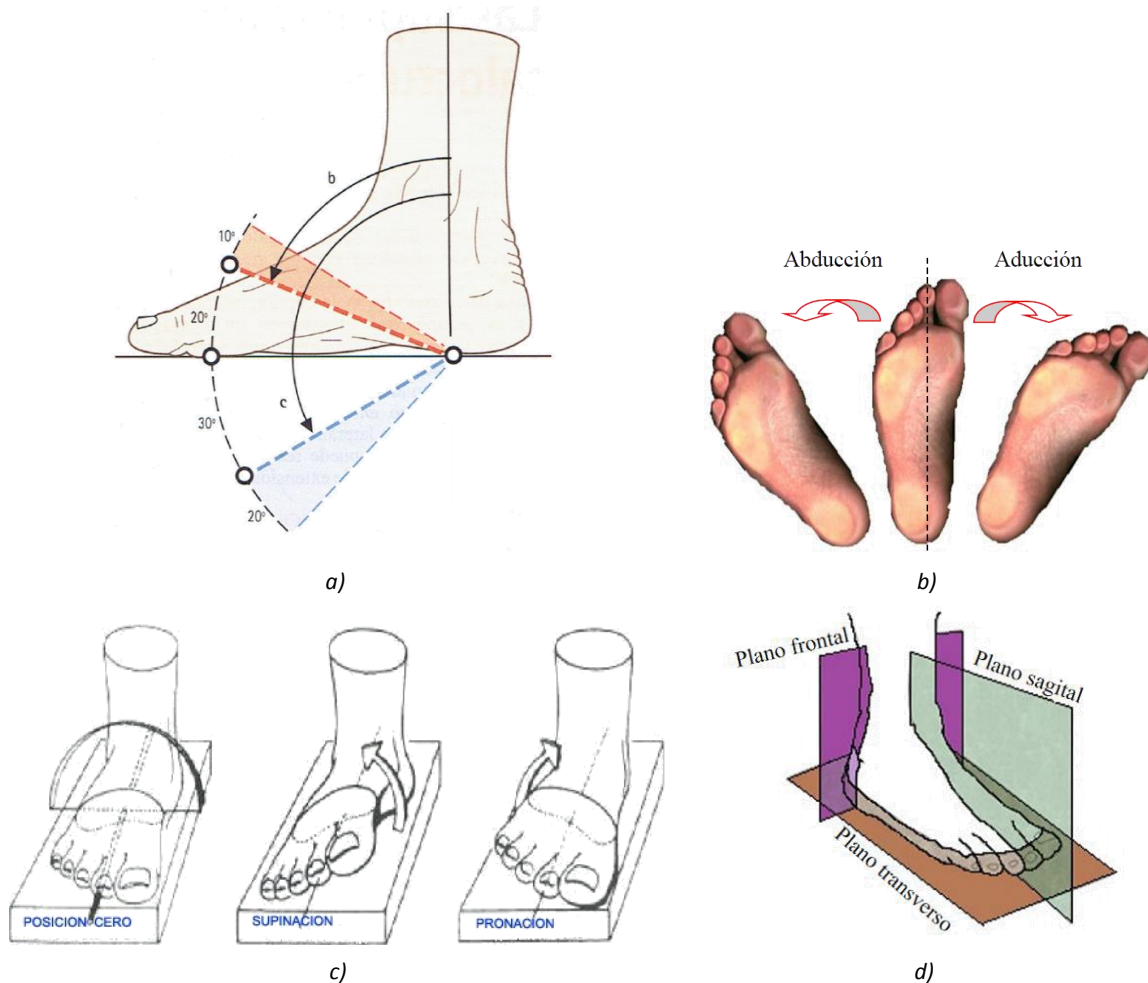 b
10°
20°
30°
c
20°
a)
Abducción
Aducción
b)
POSICION CERO
SUPINACION
PRONACION
c)
Plano frontal
Plano sagital
Plano transverso
d)